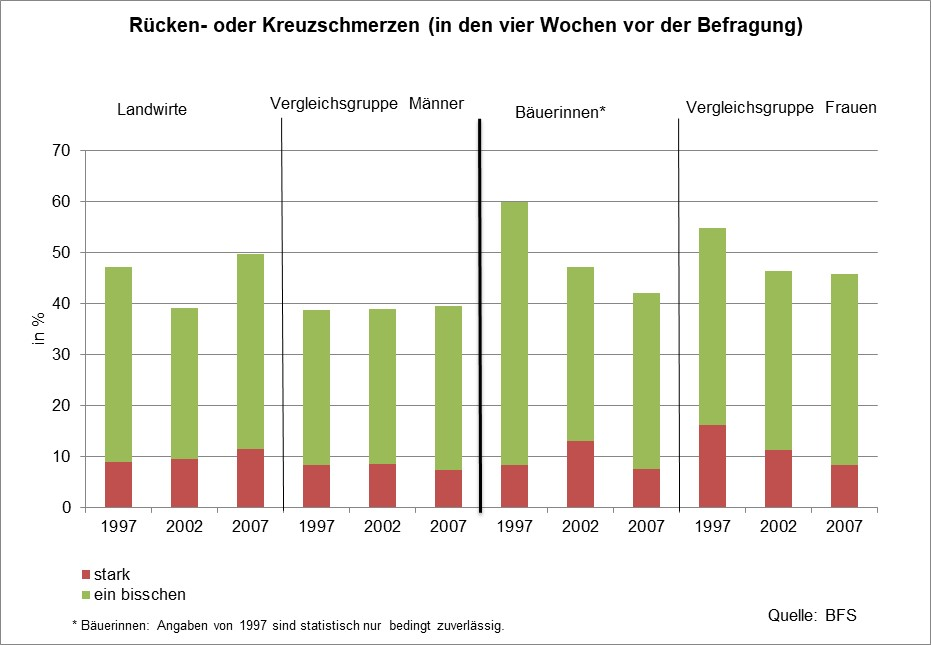 Rücken- oder Kreuzschmerzen (in den vier Wochen vor der Befragung)
Landwirte
Vergleichsgruppe Männer
Bäuerinnen*
Vergleichsgruppe Frauen
in %
70
60
50
40
30
20
10
0
1997 2002 2007 1997 2002 2007 1997 2002 2007 1997 2002 2007
stark
ein bisschen
* Bäuerinnen: Angaben von 1997 sind statistisch nur bedingt zuverlässig.
Quelle: BFS